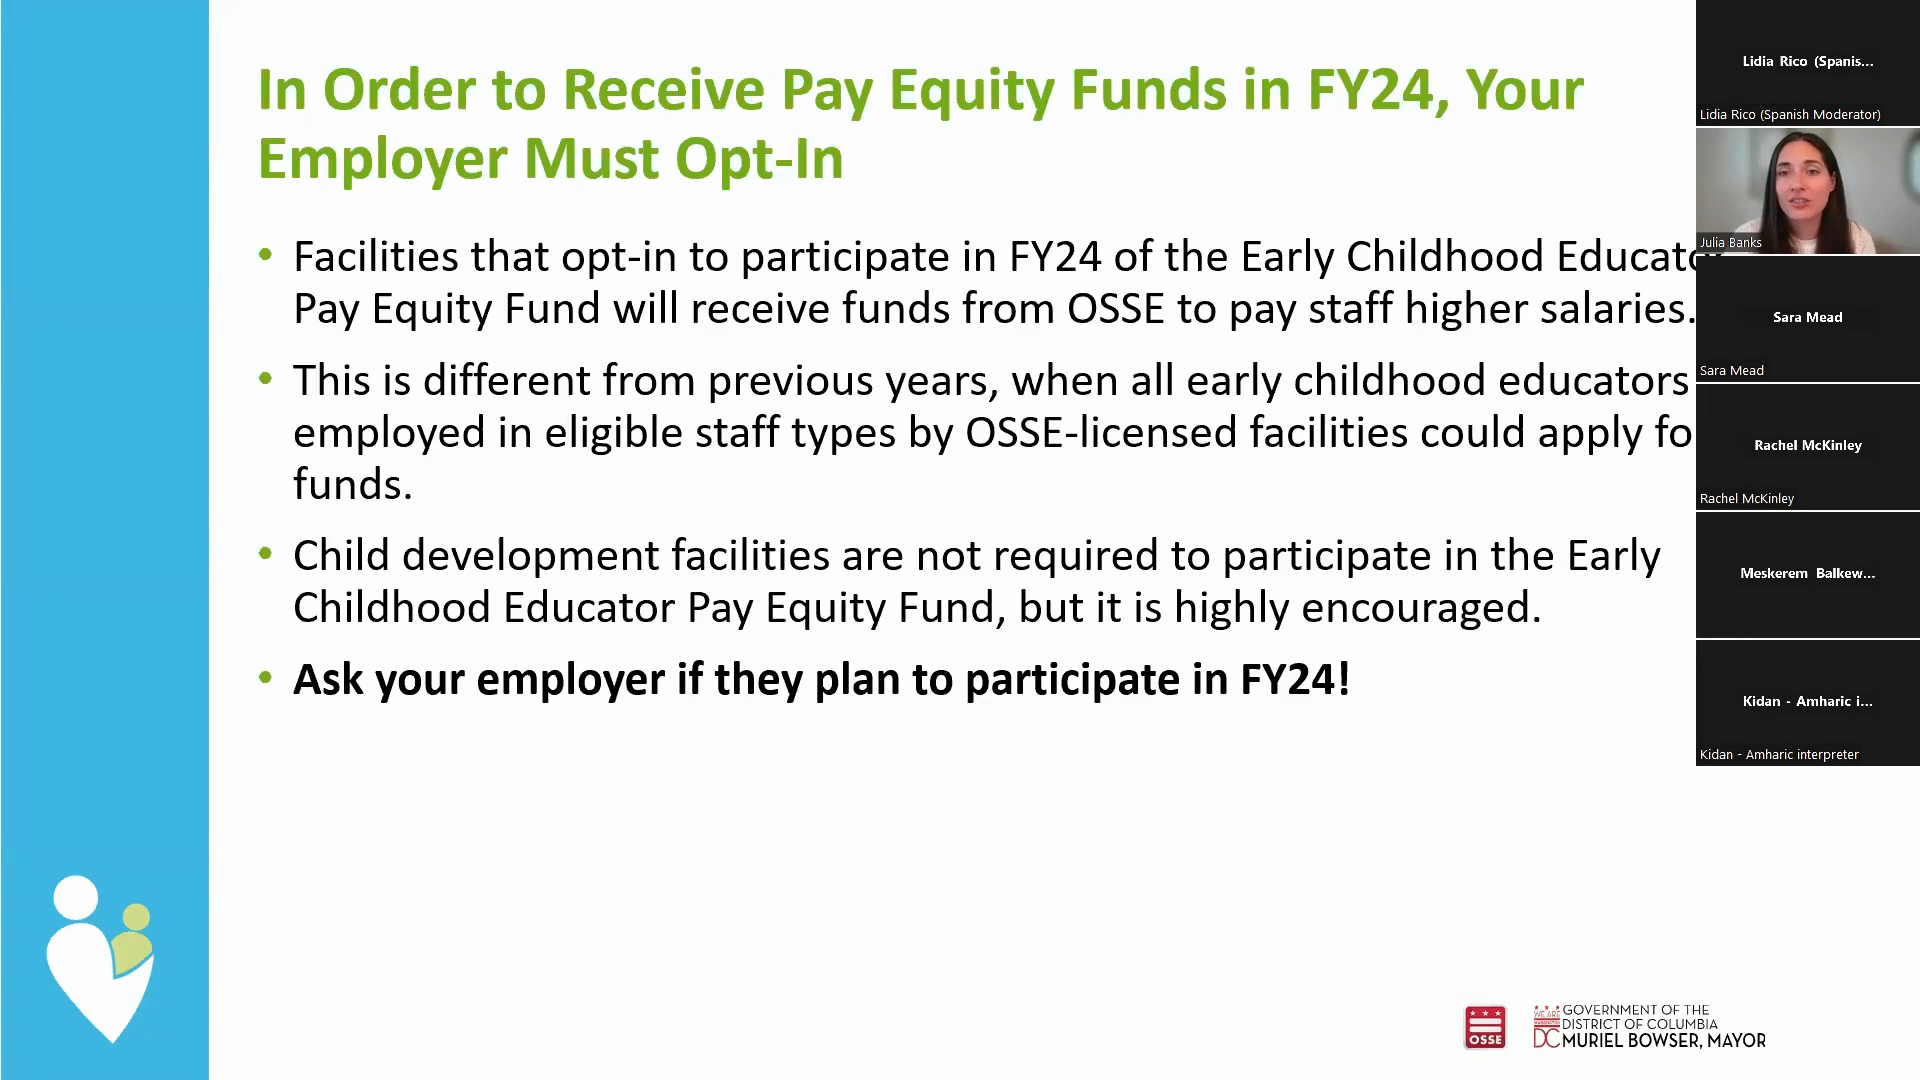 In Order to Receive Pay Equity Funds in FY24, Your
Employer Must Opt-In
• Facilities that opt-in to participate in FY24 of the Early Childhood Educato
Pay Equity Fund will receive funds from OSSE to pay staff higher salaries.
• This is different from previous years, when all early childhood educators
employed in eligible staff types by OSSE-licensed facilities could apply fo
funds.
• Child development facilities are not required to participate in the Early
Childhood Educator Pay Equity Fund, but it is highly encouraged.
• Ask your employer if they plan to participate in FY24!
Lidia Rico (Spanis...
Lidia Rico (Spanish Moderator)
Julia Banks
Sara Mead
Sara Mead
Rachel McKinley
Rachel McKinley
Meskerem Balkew...
Kidan - Amharic i...
Kidan - Amharic interpreter
OSSE
WE ARE
WASHINGTON
DC
GOVERNMENT OF THE
DISTRICT OF COLUMBIA
MURIEL BOWSER, MAYOR